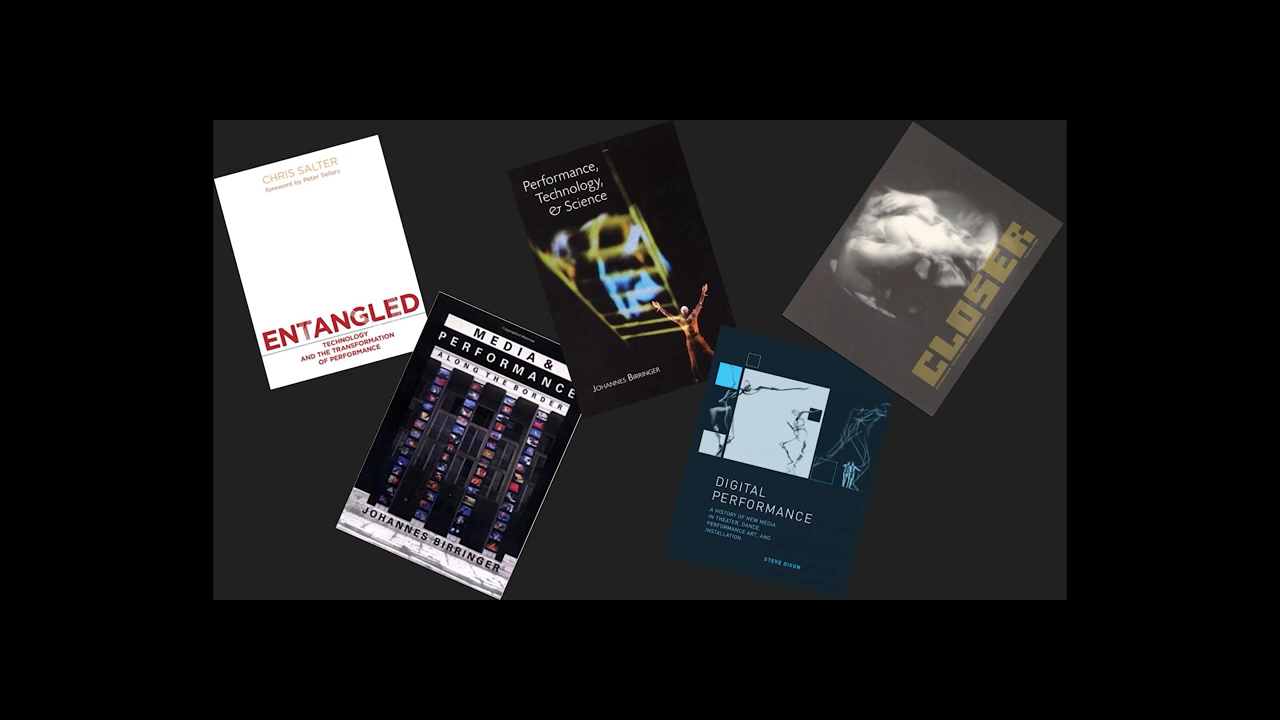 CHRIS SALTER
foreword by Peter Sellars
ENTANGLED
TECHNOLOGY
AND THE TRANSFORMATION
OF PERFORMANCE
MEDIA &
PERFORMANCE
ALONG THE BORDER
JOHANNES BIRRINGER
Performance,
Technology,
& Science
JOHANNES BIRRINGER
DIGITAL
PERFORMANCE
A HISTORY OF NEW MEDIA
IN THEATER, DANCE,
PERFORMANCE ART, AND
INSTALLATION
STEVE DIXON
CLOSER